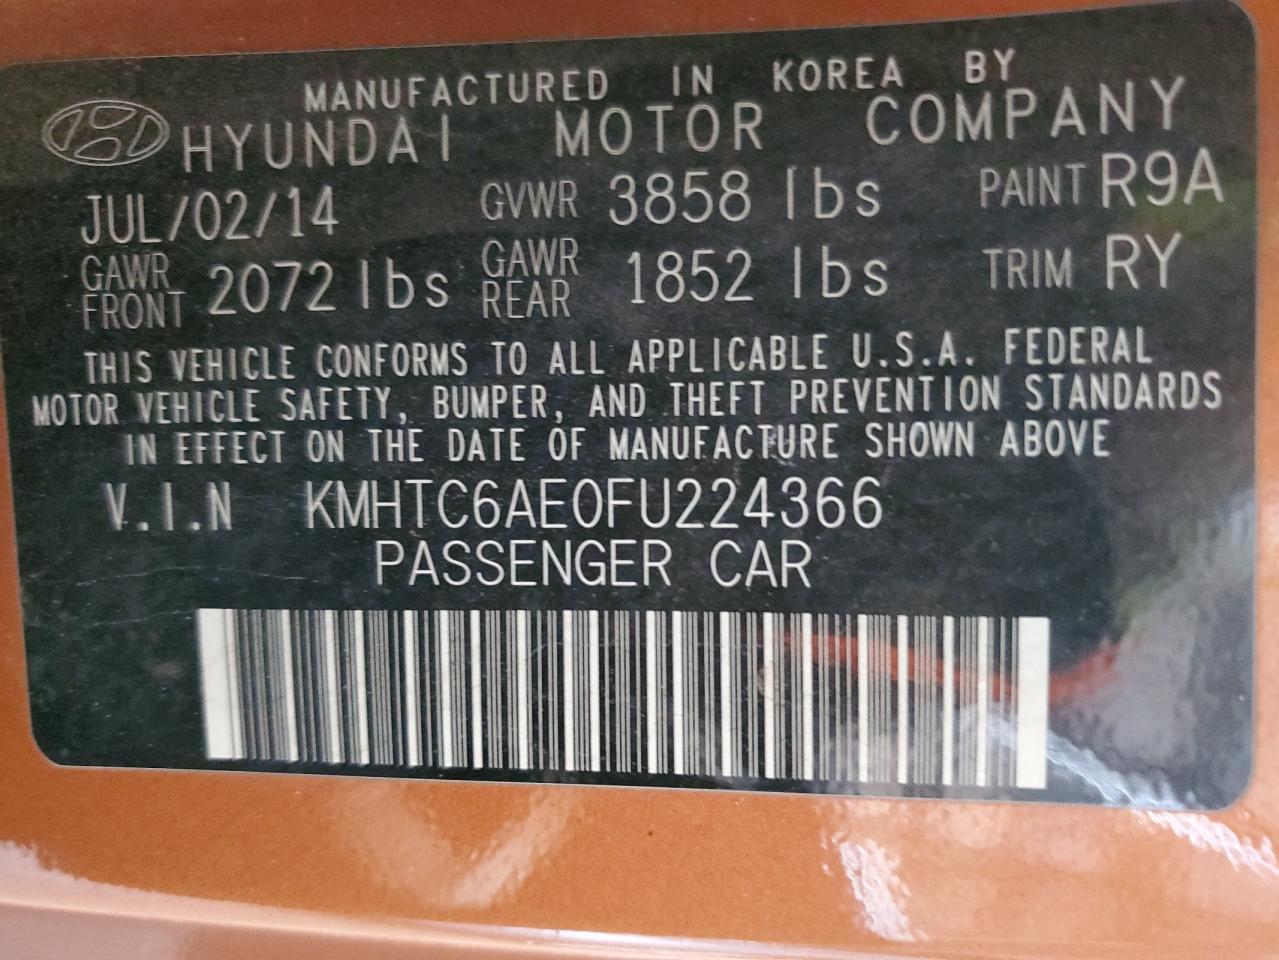 MANUFACTURED IN KOREA BY
HYUNDAI MOTOR COMPANY
JUL/02/14 GVWR 3858 lbs PAINT R9A
GAWR FRONT 2072 lbs GAWR REAR 1852 lbs TRIM RY
THIS VEHICLE CONFORMS TO ALL APPLICABLE U.S.A. FEDERAL
MOTOR VEHICLE SAFETY, BUMPER, AND THEFT PREVENTION STANDARDS
IN EFFECT ON THE DATE OF MANUFACTURE SHOWN ABOVE
V.I.N KMHTC6AE0FU224366
PASSENGER CAR